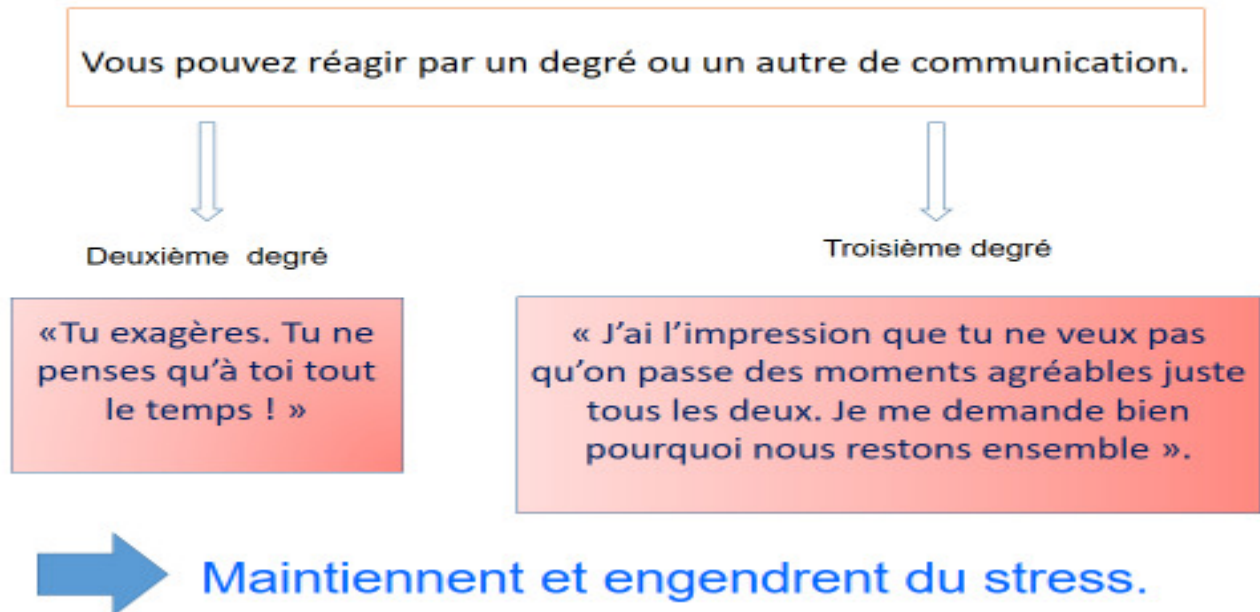 Vous pouvez réagir par un degré ou un autre de communication.
Deuxième degré
Troisième degré
«Tu exagères. Tu ne
penses qu'à toi tout
le temps ! »
« J'ai l'impression que tu ne veux pas
qu'on passe des moments agréables juste
tous les deux. Je me demande bien
pourquoi nous restons ensemble ».
Maintiennent et engendrent du stress.